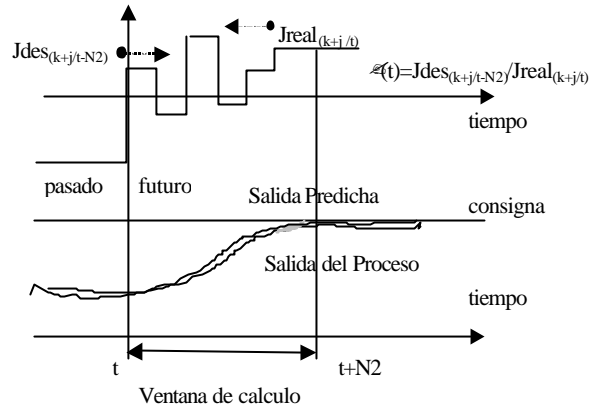 Jdes(k+j/t-N2)
Jreal(k+j/t)
(t)=Jdes(k+j/t-N2)/Jreal(k+j/t)
tiempo
pasado
futuro
Salida Predicha
consigna
Salida del Proceso
tiempo
t
t+N2
Ventana de calculo